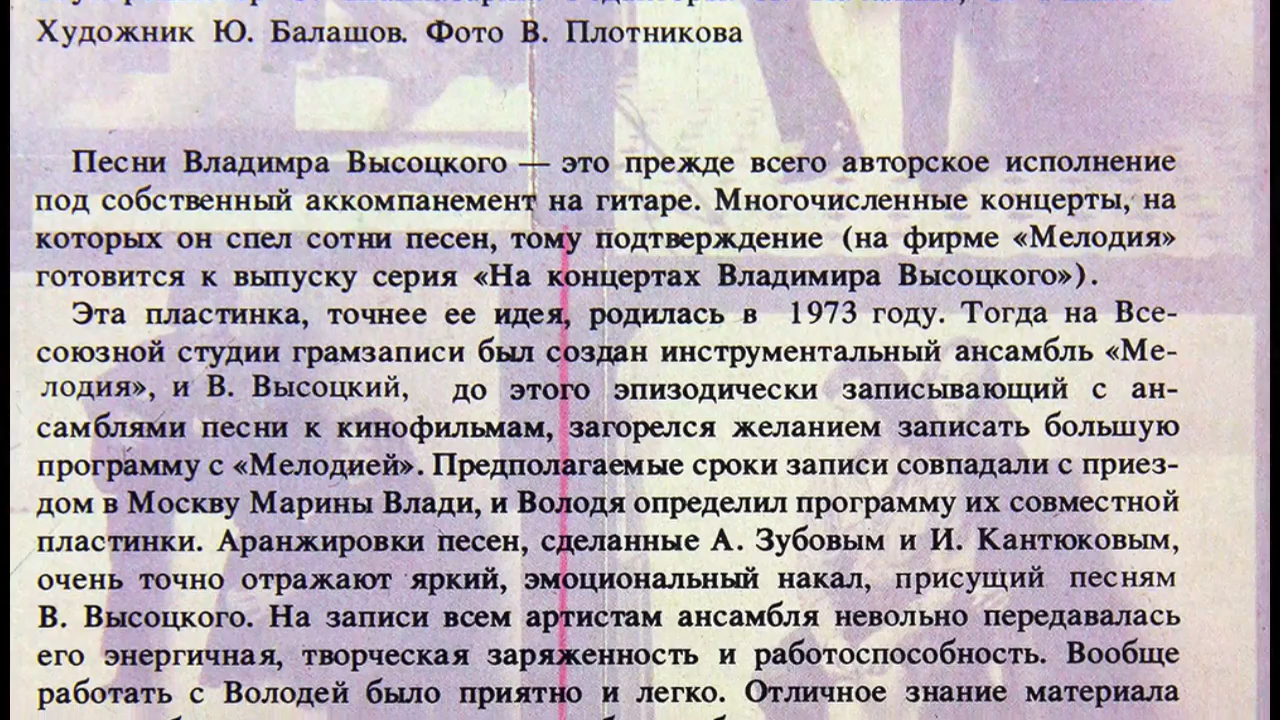 Художник Ю. Балашов. Фото В. Плотникова
Песни Владимра Высоцкого — это прежде всего авторское исполнение
под собственный аккомпанемент на гитаре. Многочисленные концерты, на
которых он спел сотни песен, тому подтверждение (на фирме «Мелодия»
готовится к выпуску серия «На концертах Владимира Высоцкого»).
Эта пластинка, точнее ее идея, родилась в 1973 году. Тогда на Все-
союзной студии грамзаписи был создан инструментальный ансамбль «Ме-
лодия», и В. Высоцкий, до этого эпизодически записывающий с ан-
самблями песни к кинофильмам, загорелся желанием записать большую
программу с «Мелодией». Предполагаемые сроки записи совпадали с приез-
дом в Москву Марины Влади, и Володя определил программу их совместной
пластинки. Аранжировки песен, сделанные А. Зубовым и И. Кантюковым,
очень точно отражают яркий, эмоциональный накал, присущий песням
В. Высоцкого. На записи всем артистам ансамбля невольно передавалась
его энергичная, творческая заряженность и работоспособность. Вообще
работать с Володей было приятно и легко. Отличное знание материала